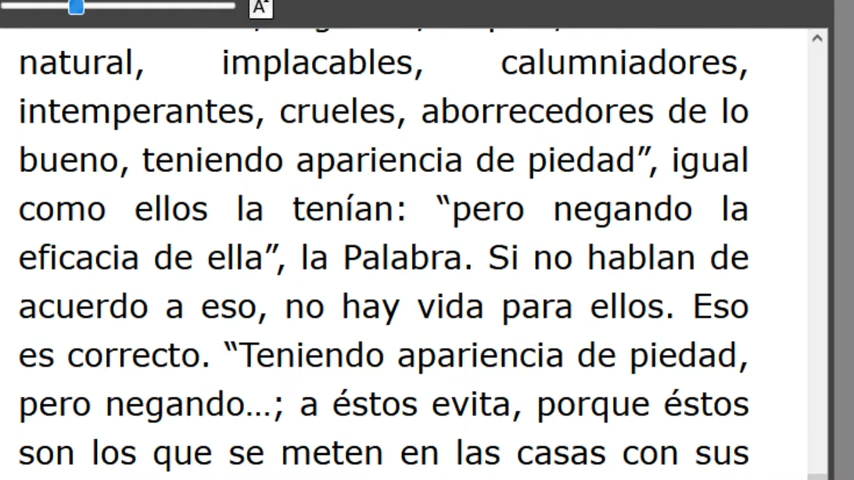 A
natural, implacables, calumniadores,
intemperantes, crueles, aborrecedores de lo
bueno, teniendo apariencia de piedad”, igual
como ellos la tenían: “pero negando la
eficacia de ella”, la Palabra. Si no hablan de
acuerdo a eso, no hay vida para ellos. Eso
es correcto. “Teniendo apariencia de piedad,
pero negando...; a éstos evita, porque éstos
son los que se meten en las casas con sus